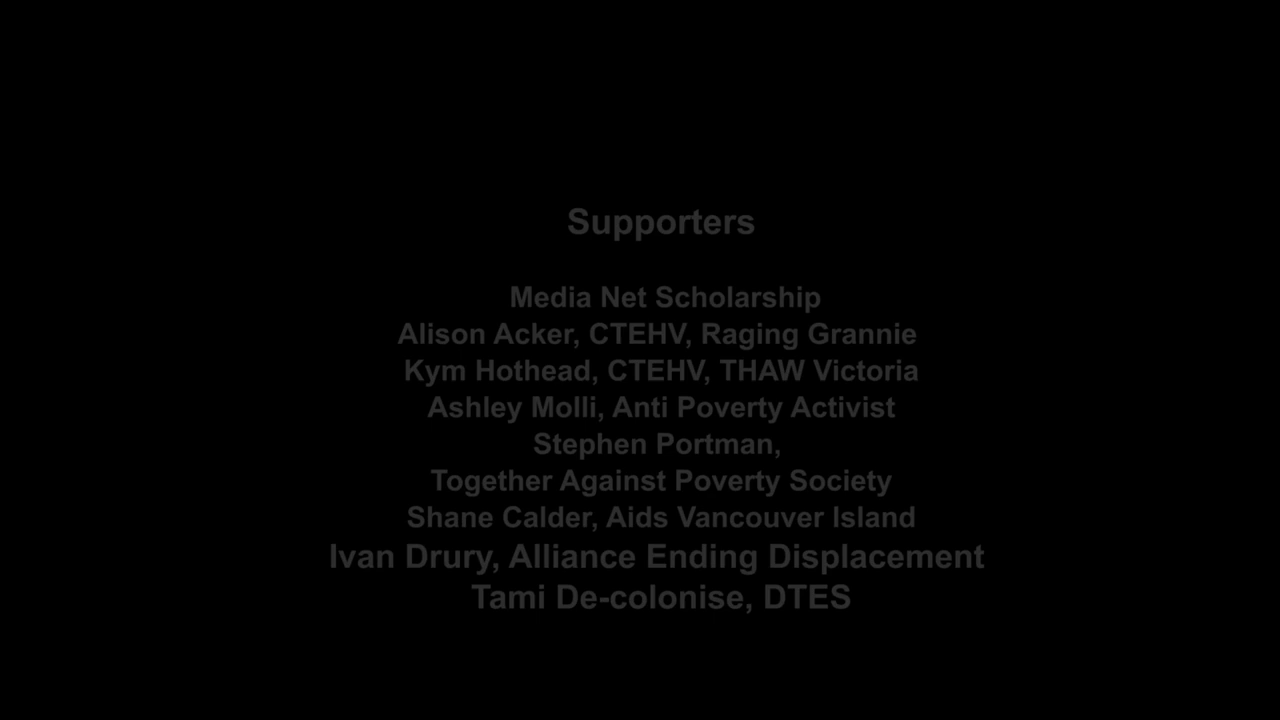 Supporters
Media Net Scholarship
Alison Acker, CTEHV, Raging Grannie
Kym Hothead, CTEHV, THAW Victoria
Ashley Molli, Anti Poverty Activist
Stephen Portman,
Together Against Poverty Society
Shane Calder, Aids Vancouver Island
Ivan Drury, Alliance Ending Displacement
Tami De-colonise, DTES